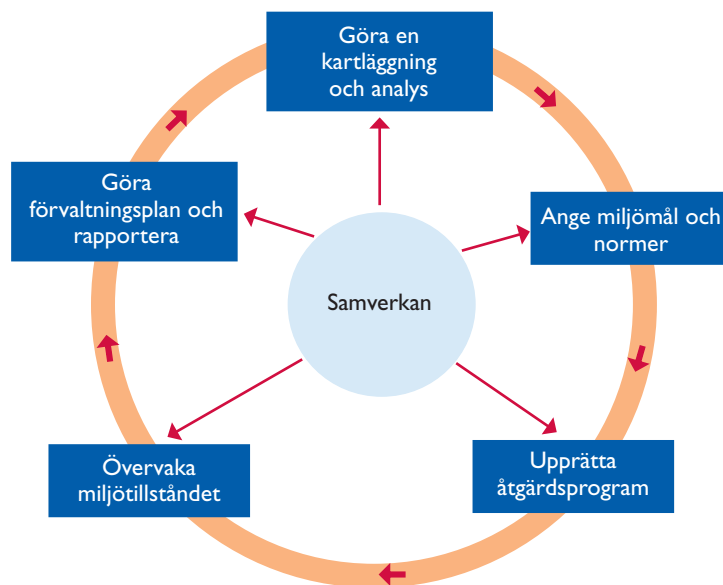 Göra en
kartläggning
och analys
Ange miljömål och
normer
Upprätta
åtgärdsprogram
Övervaka
miljötillståndet
Göra
förvaltningsplan och
rapportera
Samverkan